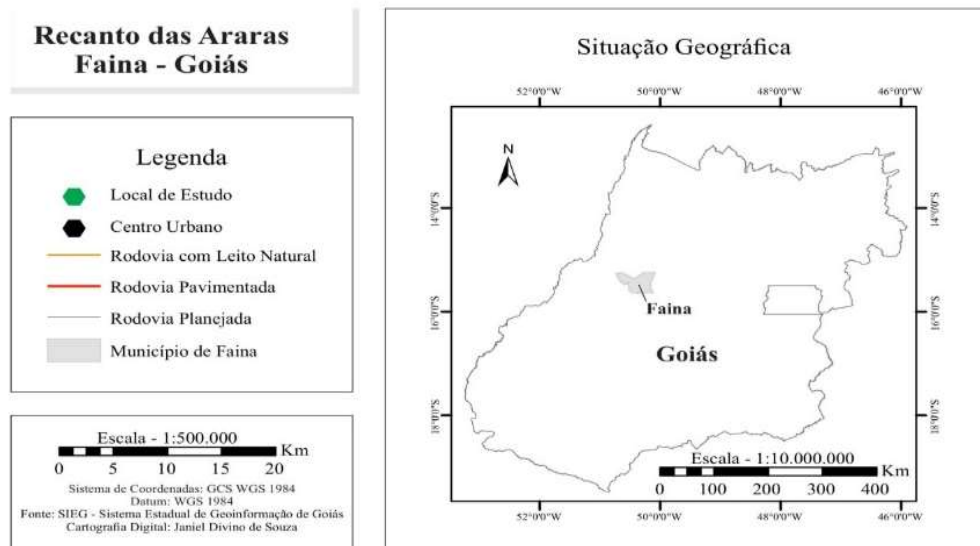 Recanto das Araras
Faina - Goiás
Legenda
Local de Estudo
Centro Urbano
Rodovia com Leito Natural
Rodovia Pavimentada
Rodovia Planejada
Município de Faina
Escala - 1:500.000
0 5 10 15 20 Km
Sistema de Coordenadas: GCS WGS 1984
Datum: WGS 1984
Fonte: SIEG - Sistema Estadual de Geoinformação de Goiás
Cartografia Digital: Janiel Divino de Souza
Situação Geográfica
52°0'0"W 50°0'0"W 48°0'0"W 46°0'0"W
N
14°0'0"S 14°0'0"S
Faina
16°0'0"S 16°0'0"S
Goiás
18°0'0"S 18°0'0"S
Escala - 1:10.000.000
0 100 200 300 400 Km
52°0'0"W 50°0'0"W 48°0'0"W 46°0'0"W